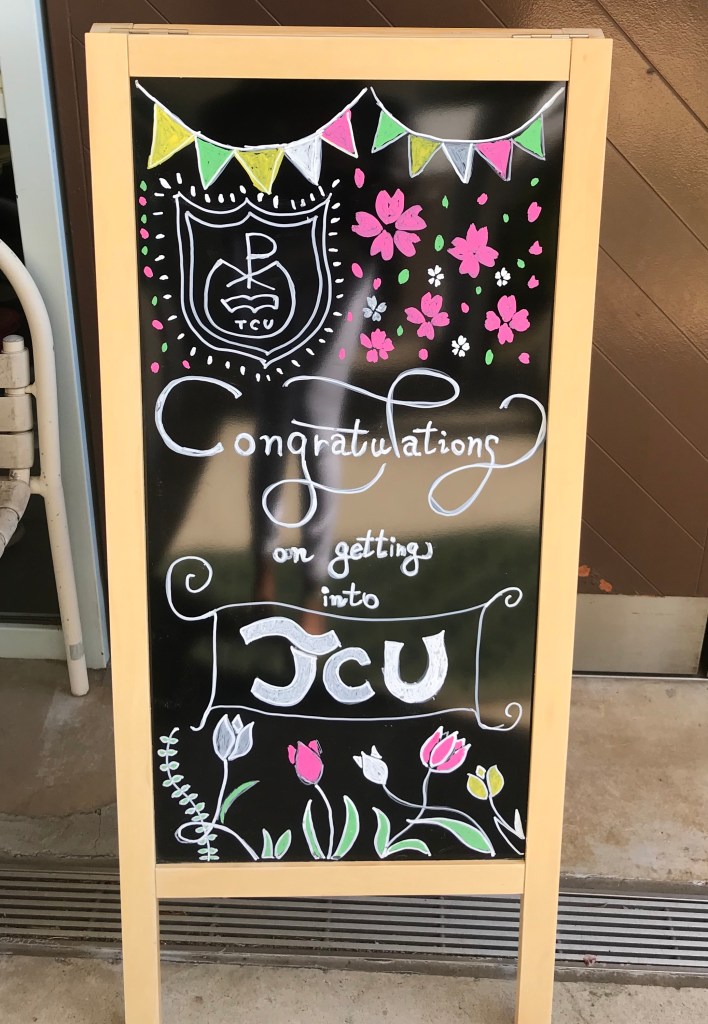 P
TCU
Congratulations
on getting
into
TCU